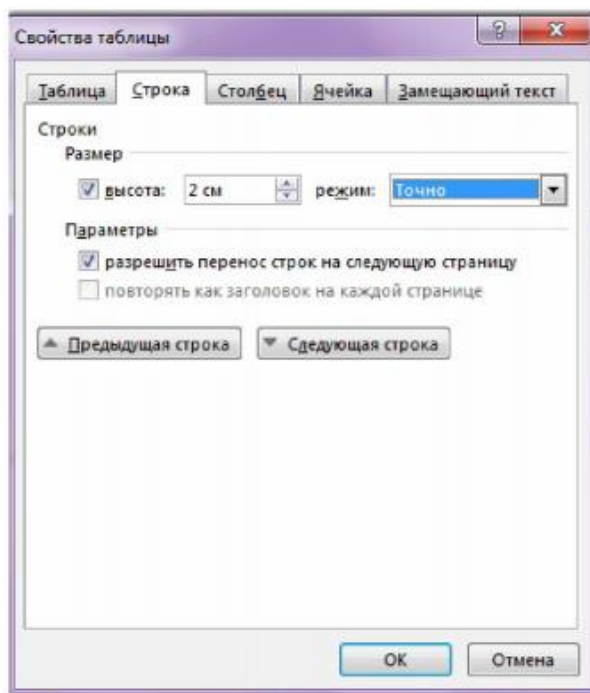 Свойства таблицы
Таблица Строка Столбец Ячейка Замещающий текст
Строки
Размер
высота: 2 см режим: Точно
Параметры
разрешить перенос строк на следующую страницу
повторять как заголовок на каждой странице
Предыдущая строка Следующая строка
ОК Отмена